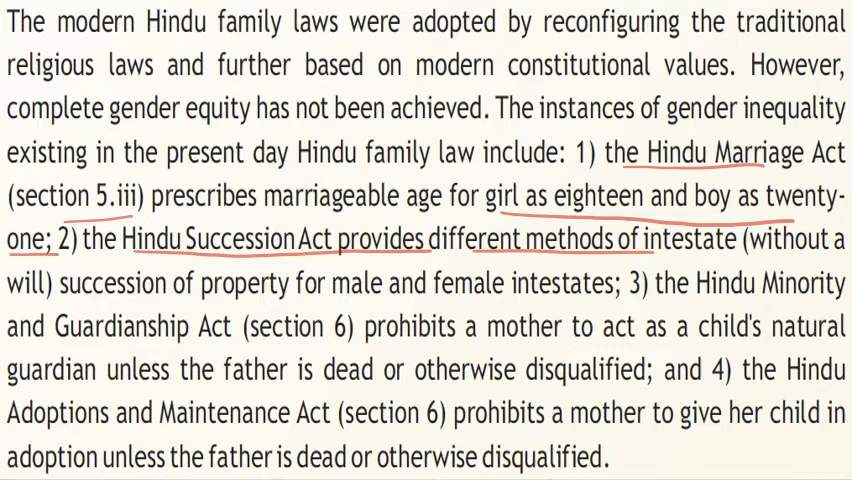 The modern Hindu family laws were adopted by reconfiguring the traditional
religious laws and further based on modern constitutional values. However,
complete gender equity has not been achieved. The instances of gender inequality
existing in the present day Hindu family law include: 1) the Hindu Marriage Act
(section 5.iii) prescribes marriageable age for girl as eighteen and boy as twenty-
one; 2) the Hindu Succession Act provides different methods of intestate (without a
will) succession of property for male and female intestates; 3) the Hindu Minority
and Guardianship Act (section 6) prohibits a mother to act as a child's natural
guardian unless the father is dead or otherwise disqualified; and 4) the Hindu
Adoptions and Maintenance Act (section 6) prohibits a mother to give her child in
adoption unless the father is dead or otherwise disqualified.